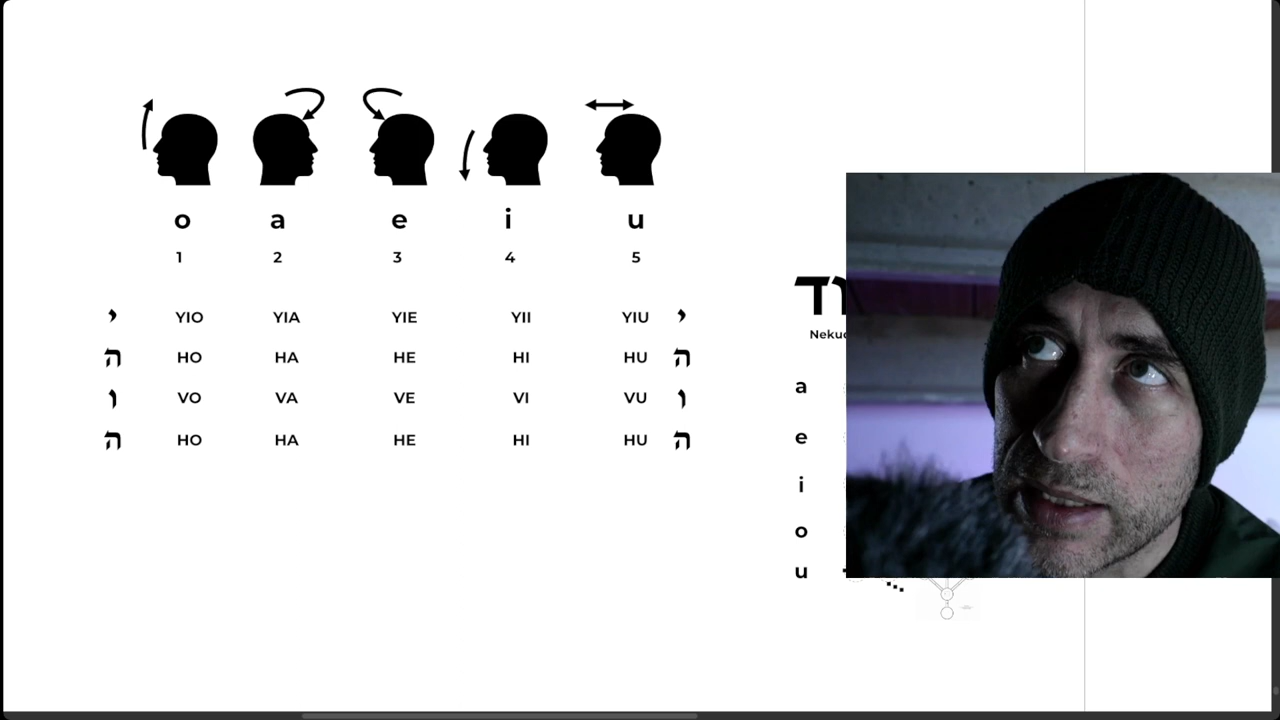 o a e i u
1 2 3 4 5
י YIO YIA YIE YII YIU י
ה HO HA HE HI HU ה
ו VO VA VE VI VU ו
ה HO HA HE HI HU ה
a
e
i
o
u